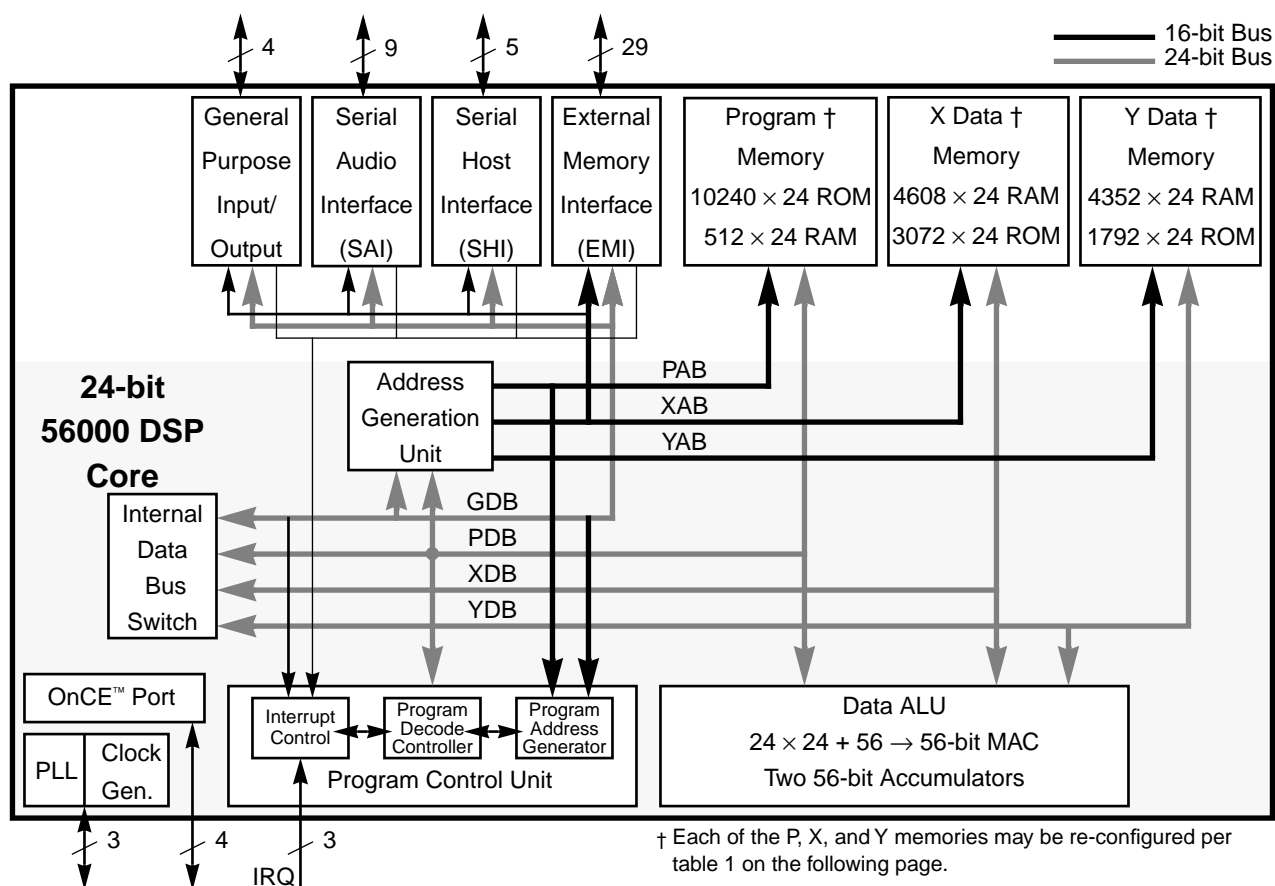 4
9
5
29
16-bit Bus
24-bit Bus
General
Purpose
Input/
Output
Serial
Audio
Interface
(SAI)
Serial
Host
Interface
(SHI)
External
Memory
Interface
(EMI)
Program †
Memory
10240 × 24 ROM
512 × 24 RAM
X Data †
Memory
4608 × 24 RAM
3072 × 24 ROM
Y Data †
Memory
4352 × 24 RAM
1792 × 24 ROM
24-bit
56000 DSP
Core
Address
Generation
Unit
PAB
XAB
YAB
Internal
Data
Bus
Switch
GDB
PDB
XDB
YDB
OnCE™ Port
PLL
Clock
Gen.
Interrupt
Control
Program
Decode
Controller
Program
Address
Generator
Program Control Unit
Data ALU
24 × 24 + 56 → 56-bit MAC
Two 56-bit Accumulators
3
4
3
IRQ
† Each of the P, X, and Y memories may be re-configured per
table 1 on the following page.